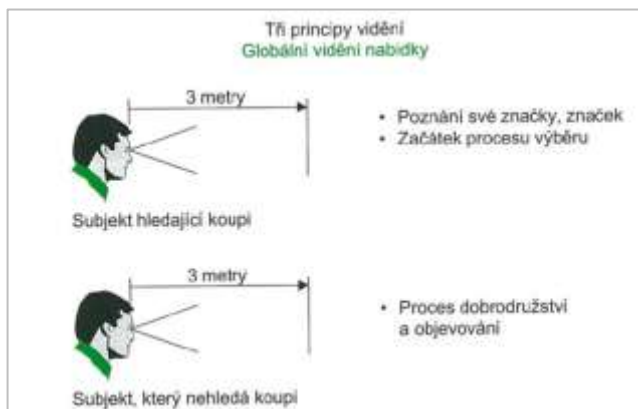 Tři principy vidění
Globální vidění nabídky
3 metry
• Poznání své značky, značek
• Začátek procesu výběru
Subjekt hledající koupi
3 metry
• Proces dobrodružství
a objevování
Subjekt, který nehledá koupi